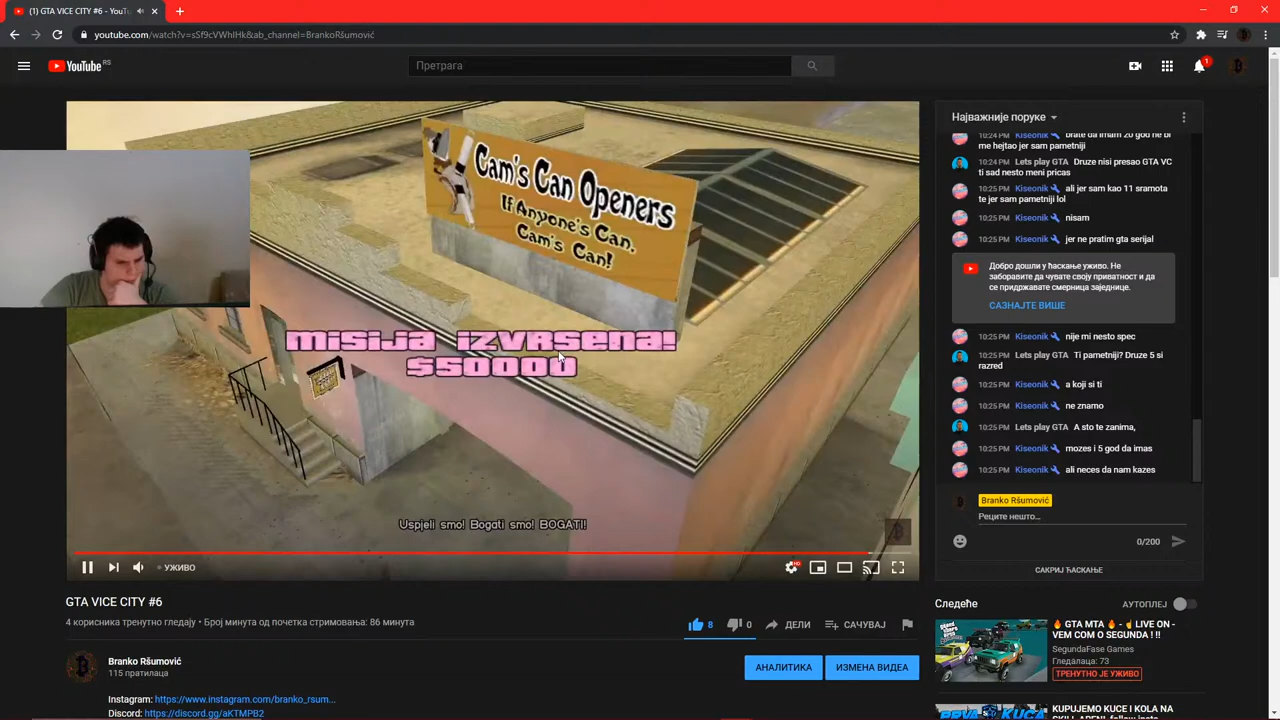 (1) GTA VICE CITY #6 - YouTu
youtube.com/watch?v=sSf9cVWhIHk&ab_channel=BrankoRšumović
YouTube RS
Претрага
1
Cam's Can Openers
If Anyone's Can,
Cam's Can!
misija izvrsena!
$50000
Uspjeli smo! Bogati smo! BOGATI!
УЖИВО
HD
GTA VICE CITY #6
4 корисника тренутно гледају • Број минута од почетка стримовања: 86 минута
8
0
ДЕЛИ
САЧУВАЈ
Branko Ršumović
115 пратилаца
АНАЛИТИКА
ИЗМЕНА ВИДЕА
Instagram: https://www.instagram.com/branko_rsum...
Discord: https://discord.gg/aKTMPB2
Најважније поруке
10:24 PM Kiseonik brate da imam 20 god ne bi
me hejtao jer sam pametniji
10:24 PM Lets play GTA Druze nisi presao GTA VC
ti sad nesto meni pricas
10:25 PM Kiseonik ali jer sam kao 11 sramota
te jer sam pametniji lol
10:25 PM Kiseonik nisam
10:25 PM Kiseonik jer ne pratim gta serijal
Добро дошли у ћаскање уживо. Не
заборавите да чувате своју приватност и да
се придржавате смерница заједнице.
САЗНАЈТЕ ВИШЕ
10:25 PM Kiseonik nije mi nesto spec
10:25 PM Lets play GTA Ti pametniji? Druze 5 si
razred
10:25 PM Kiseonik a koji si ti
10:25 PM Kiseonik ne znamo
10:25 PM Lets play GTA A sto te zanima,
10:25 PM Kiseonik mozes i 5 god da imas
10:25 PM Kiseonik ali neces da nam kazes
Branko Ršumović
Реците нешто...
0/200
САКРИЈ ЋАСКАЊЕ
Следеће
АУТОПЛЕЈ
GTA MTA - LIVE ON -
VEM COM O SEGUNDA ! !!
SegundaFase Games
Гледалаца: 73
ТРЕНУТНО ЈЕ УЖИВО
KUPUJEMO KUCE I KOLA NA